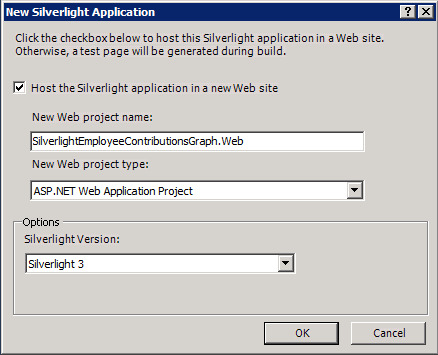 New Silverlight Application
Click the checkbox below to host this Silverlight application in a Web site.
Otherwise, a test page will be generated during build.
Host the Silverlight application in a new Web site
New Web project name:
SilverlightEmployeeContributionsGraph.Web
New Web project type:
ASP.NET Web Application Project
Options
Silverlight Version:
Silverlight 3
OK
Cancel